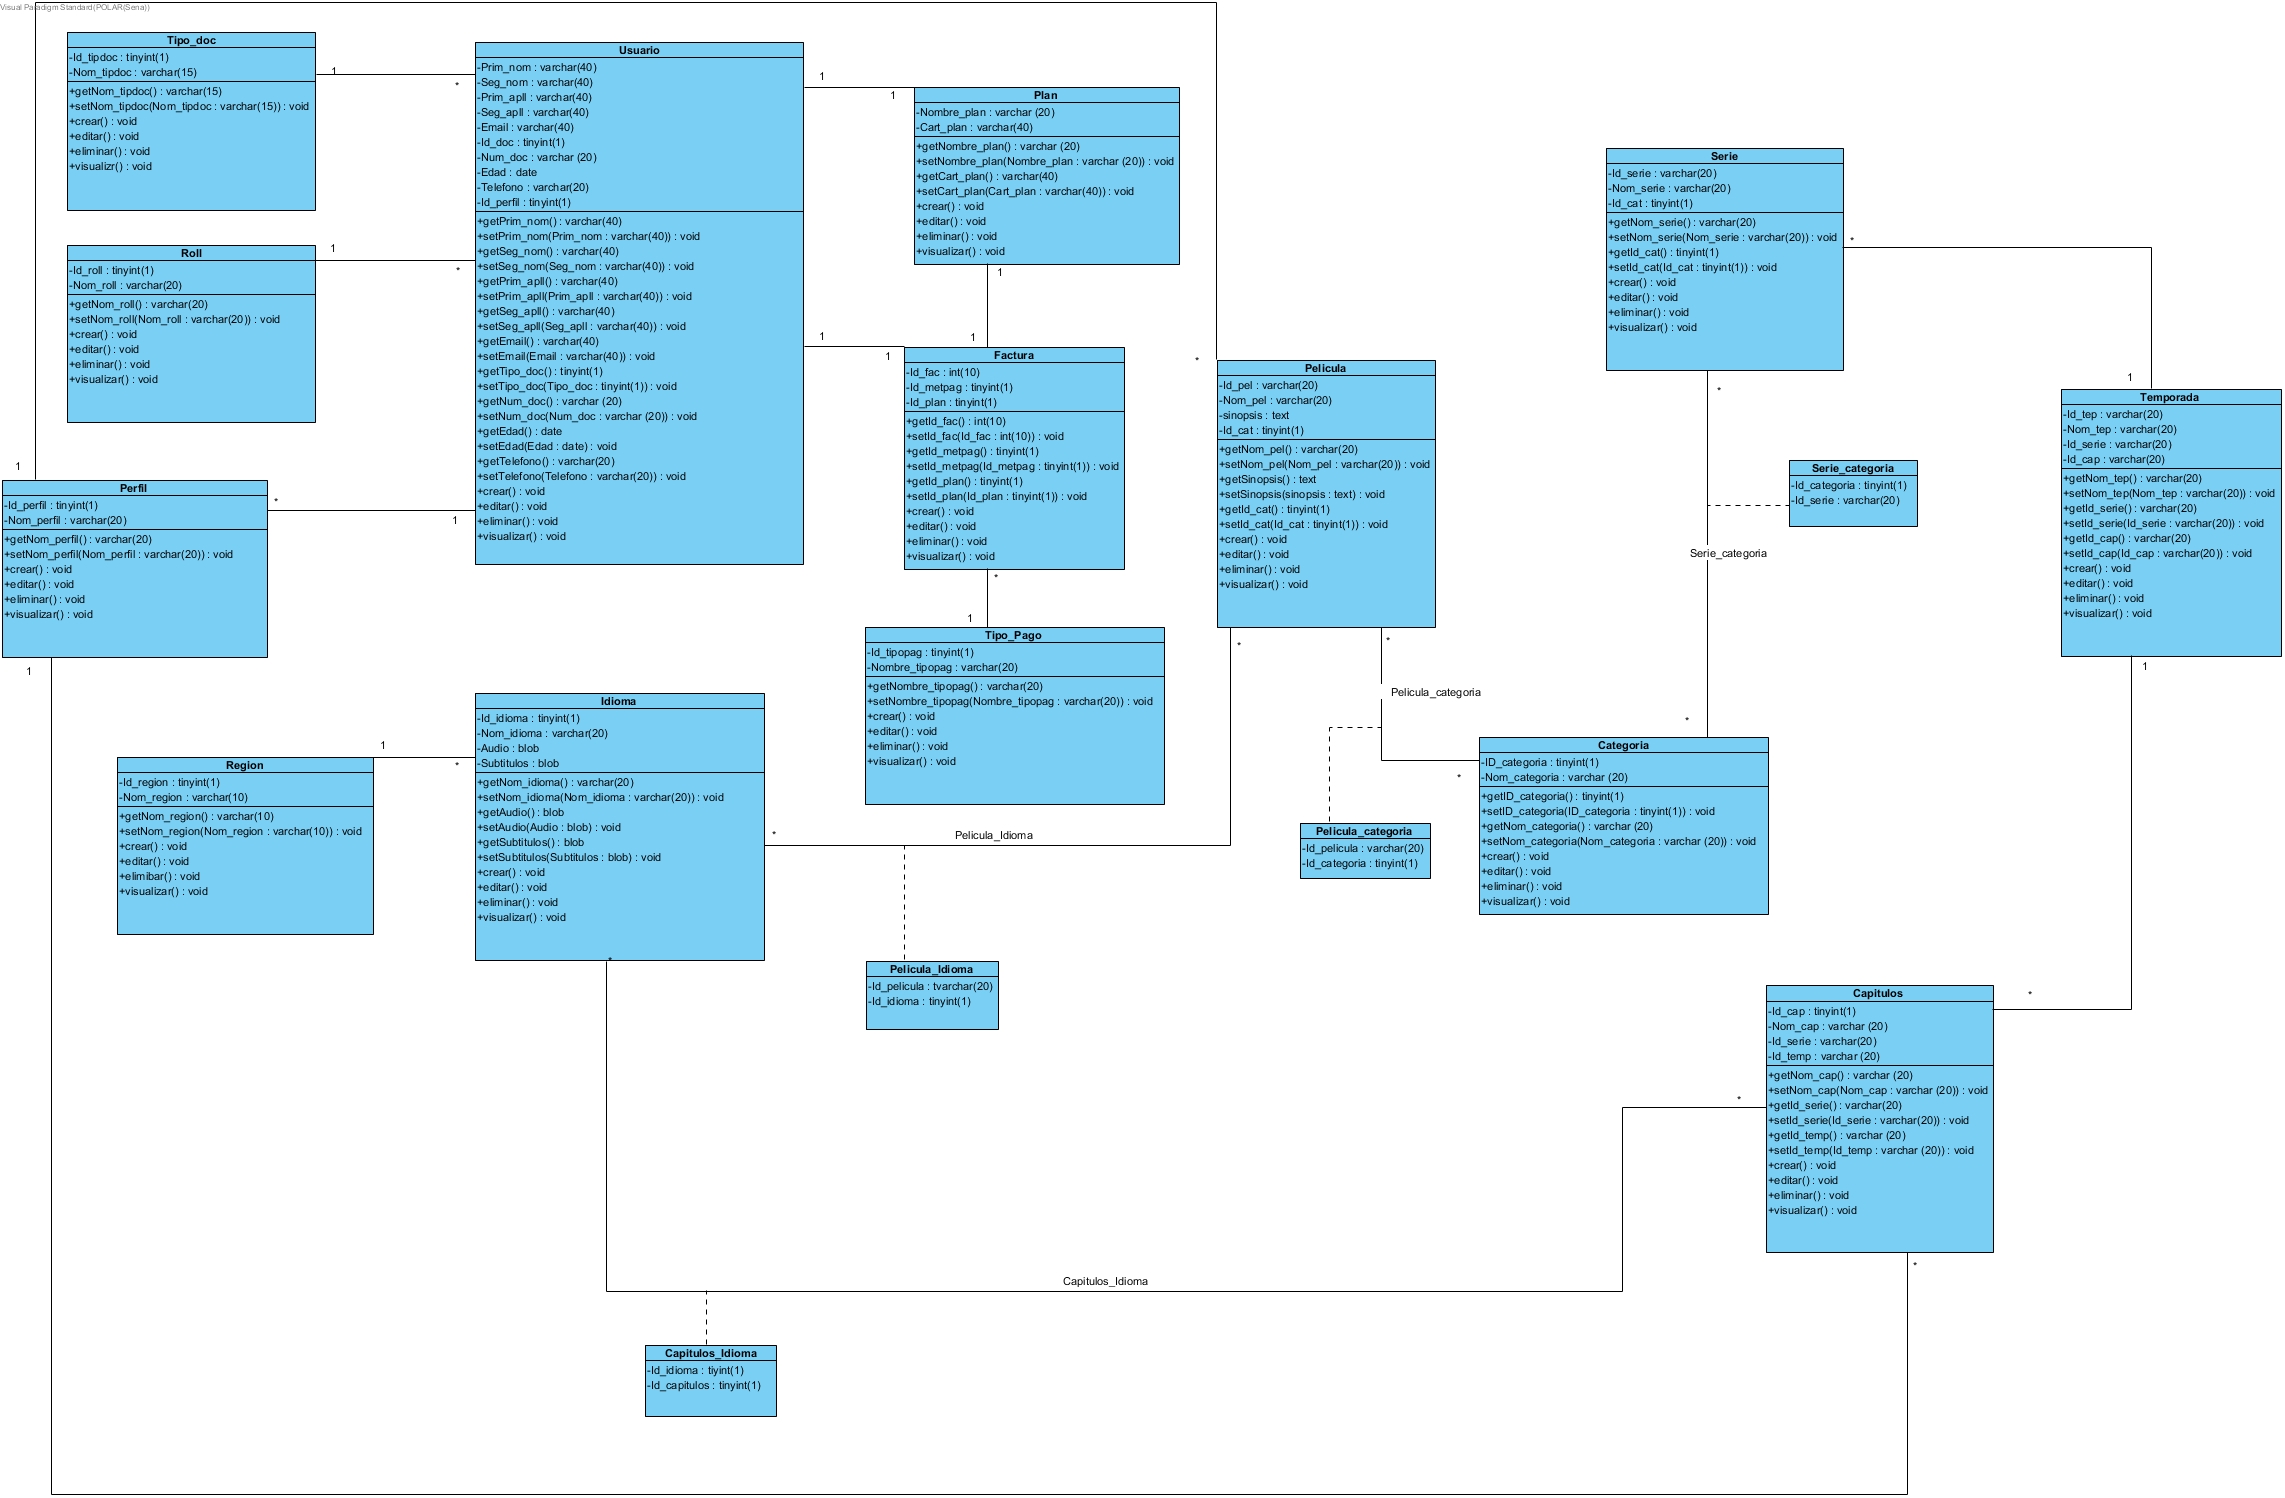 Visual Paradigm Standard(POLAR(Sena))
Tipo_doc
-Id_tipdoc : tinyint(1)
-Nom_tipdoc : varchar(15)
+getNom_tipdoc() : varchar(15)
+setNom_tipdoc(Nom_tipdoc : varchar(15)) : void
+crear() : void
+editar() : void
+eliminar() : void
+visualizr() : void
1
*
Usuario
-Prim_nom : varchar(40)
-Seg_nom : varchar(40)
-Prim_apll : varchar(40)
-Seg_apll : varchar(40)
-Email : varchar(40)
-Id_doc : tinyint(1)
-Num_doc : varchar (20)
-Edad : date
-Telefono : varchar(20)
-Id_perfil : tinyint(1)
+getPrim_nom() : varchar(40)
+setPrim_nom(Prim_nom : varchar(40)) : void
+getSeg_nom() : varchar(40)
+setSeg_nom(Seg_nom : varchar(40)) : void
+getPrim_apll() : varchar(40)
+setPrim_apll(Prim_apll : varchar(40)) : void
+getSeg_apll() : varchar(40)
+setSeg_apll(Seg_apll : varchar(40)) : void
+getEmail() : varchar(40)
+setEmail(Email : varchar(40)) : void
+getTipo_doc() : tinyint(1)
+setTipo_doc(Tipo_doc : tinyint(1)) : void
+getNum_doc() : varchar (20)
+setNum_doc(Num_doc : varchar (20)) : void
+getEdad() : date
+setEdad(Edad : date) : void
+getTelefono() : varchar(20)
+setTelefono(Telefono : varchar(20)) : void
+crear() : void
+editar() : void
+eliminar() : void
+visualizar() : void
1
1
Plan
-Nombre_plan : varchar (20)
-Cart_plan : varchar(40)
+getNombre_plan() : varchar (20)
+setNombre_plan(Nombre_plan : varchar (20)) : void
+getCart_plan() : varchar(40)
+setCart_plan(Cart_plan : varchar(40)) : void
+crear() : void
+editar() : void
+eliminar() : void
+visualizar() : void
1
1
Roll
-Id_roll : tinyint(1)
-Nom_roll : varchar(20)
+getNom_roll() : varchar(20)
+setNom_roll(Nom_roll : varchar(20)) : void
+crear() : void
+editar() : void
+eliminar() : void
+visualizar() : void
1
*
1
1
Factura
-Id_fac : int(10)
-Id_metpag : tinyint(1)
-Id_plan : tinyint(1)
+getId_fac() : int(10)
+setId_fac(Id_fac : int(10)) : void
+getId_metpag() : tinyint(1)
+setId_metpag(Id_metpag : tinyint(1)) : void
+getId_plan() : tinyint(1)
+setId_plan(Id_plan : tinyint(1)) : void
+crear() : void
+editar() : void
+eliminar() : void
+visualizar() : void
*
1
Serie
-Id_serie : varchar(20)
-Nom_serie : varchar(20)
-Id_cat : tinyint(1)
+getNom_serie() : varchar(20)
+setNom_serie(Nom_serie : varchar(20)) : void
+getId_cat() : tinyint(1)
+setId_cat(Id_cat : tinyint(1)) : void
+crear() : void
+editar() : void
+eliminar() : void
+visualizar() : void
*
1
*
Pelicula
-Id_pel : varchar(20)
-Nom_pel : varchar(20)
-sinopsis : text
-Id_cat : tinyint(1)
+getNom_pel() : varchar(20)
+setNom_pel(Nom_pel : varchar(20)) : void
+getSinopsis() : text
+setSinopsis(sinopsis : text) : void
+getId_cat() : tinyint(1)
+setId_cat(Id_cat : tinyint(1)) : void
+crear() : void
+editar() : void
+eliminar() : void
+visualizar() : void
*
*
*
Temporada
-Id_tep : varchar(20)
-Nom_tep : varchar(20)
-Id_serie : varchar(20)
-Id_cap : varchar(20)
+getNom_tep() : varchar(20)
+setNom_tep(Nom_tep : varchar(20)) : void
+getId_serie() : varchar(20)
+setId_serie(Id_serie : varchar(20)) : void
+getId_cap() : varchar(20)
+setId_cap(Id_cap : varchar(20)) : void
+crear() : void
+editar() : void
+eliminar() : void
+visualizar() : void
1
Serie_categoria
-Id_categoria : tinyint(1)
-Id_serie : varchar(20)
Serie_categoria
*
1
Perfil
-Id_perfil : tinyint(1)
-Nom_perfil : varchar(20)
+getNom_perfil() : varchar(20)
+setNom_perfil(Nom_perfil : varchar(20)) : void
+crear() : void
+editar() : void
+eliminar() : void
+visualizar() : void
*
1
1
Tipo_Pago
-Id_tipopag : tinyint(1)
-Nombre_tipopag : varchar(20)
+getNombre_tipopag() : varchar(20)
+setNombre_tipopag(Nombre_tipopag : varchar(20)) : void
+crear() : void
+editar() : void
+eliminar() : void
+visualizar() : void
Pelicula_categoria
*
Idioma
-Id_idioma : tinyint(1)
-Nom_idioma : varchar(20)
-Audio : blob
-Subtitulos : blob
+getNom_idioma() : varchar(20)
+setNom_idioma(Nom_idioma : varchar(20)) : void
+getAudio() : blob
+setAudio(Audio : blob) : void
+getSubtitulos() : blob
+setSubtitulos(Subtitulos : blob) : void
+crear() : void
+editar() : void
+eliminar() : void
+visualizar() : void
*
1
*
Region
-Id_region : tinyint(1)
-Nom_region : varchar(10)
+getNom_region() : varchar(10)
+setNom_region(Nom_region : varchar(10)) : void
+crear() : void
+editar() : void
+elimibar() : void
+visualizar() : void
*
Pelicula_Idioma
Categoria
-ID_categoria : tinyint(1)
-Nom_categoria : varchar (20)
+getID_categoria() : tinyint(1)
+setID_categoria(ID_categoria : tinyint(1)) : void
+getNom_categoria() : varchar (20)
+setNom_categoria(Nom_categoria : varchar (20)) : void
+crear() : void
+editar() : void
+eliminar() : void
+visualizar() : void
Pelicula_categoria
-Id_pelicula : varchar(20)
-Id_categoria : tinyint(1)
Pelicula_Idioma
-Id_pelicula : tvarchar(20)
-Id_idioma : tinyint(1)
Capitulos
-Id_cap : tinyint(1)
-Nom_cap : varchar (20)
-Id_serie : varchar(20)
-Id_temp : varchar (20)
+getNom_cap() : varchar (20)
+setNom_cap(Nom_cap : varchar (20)) : void
+getId_serie() : varchar(20)
+setId_serie(Id_serie : varchar(20)) : void
+getId_temp() : varchar (20)
+setId_temp(Id_temp : varchar (20)) : void
+crear() : void
+editar() : void
+eliminar() : void
+visualizar() : void
*
*
*
Capitulos_Idioma
Capitulos_Idioma
-Id_idioma : tiyint(1)
-Id_capitulos : tinyint(1)